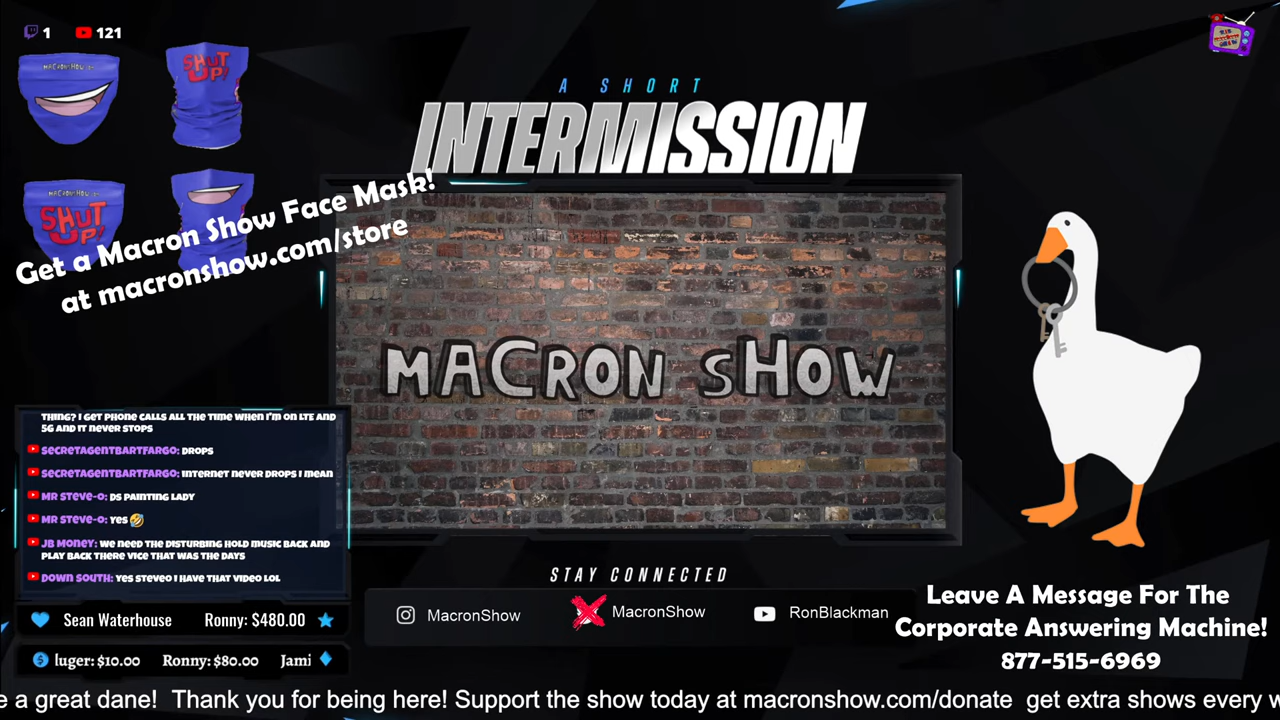 1 121
MACRONSHOW
SHUT
UP!
MACRONSHOW
SHUT
UP!
Get a Macron Show Face Mask!
at macronshow.com/store
A SHORT
INTERMISSION
MACRON SHOW
THING? I GET PHONE CALLS ALL THE TIME WHEN I'M ON LTE AND
5G AND IT NEVER STOPS
SECRETAGENTBARTFARGO: DROPS
SECRETAGENTBARTFARGO: INTERNET NEVER DROPS I MEAN
MR STEVE-O: DS PAINTING LADY
MR STEVE-O: YES 🤣
JB MONEY: WE NEED THE DISTURBING HOLD MUSIC BACK AND
PLAY BACK THERE VICE THAT WAS THE DAYS
DOWN SOUTH: YES STEVEO I HAVE THAT VIDEO LOL
Sean Waterhouse Ronny: $480.00
luger: $10.00 Ronny: $80.00 Jami
STAY CONNECTED
MacronShow MacronShow RonBlackman
Leave A Message For The
Corporate Answering Machine!
877-515-6969
e a great dane! Thank you for being here! Support the show today at macronshow.com/donate get extra shows every w